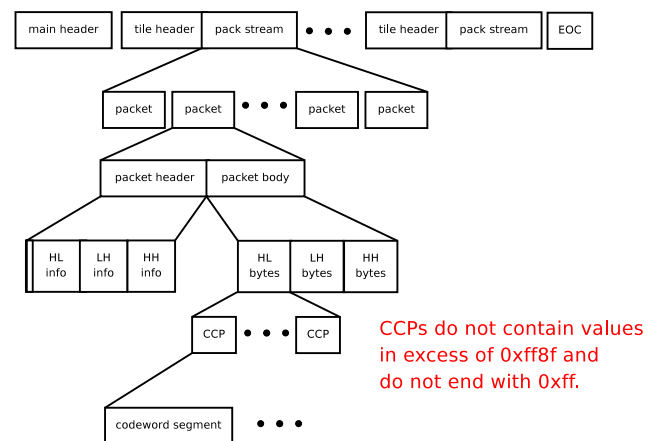 main header tile header pack stream tile header pack stream EOC
packet packet packet packet
packet header packet body
HL LH HH HL LH HH
info info info bytes bytes bytes
CCP CCP
CCPs do not contain values
in excess of 0xff8f and
do not end with 0xff.
codeword segment